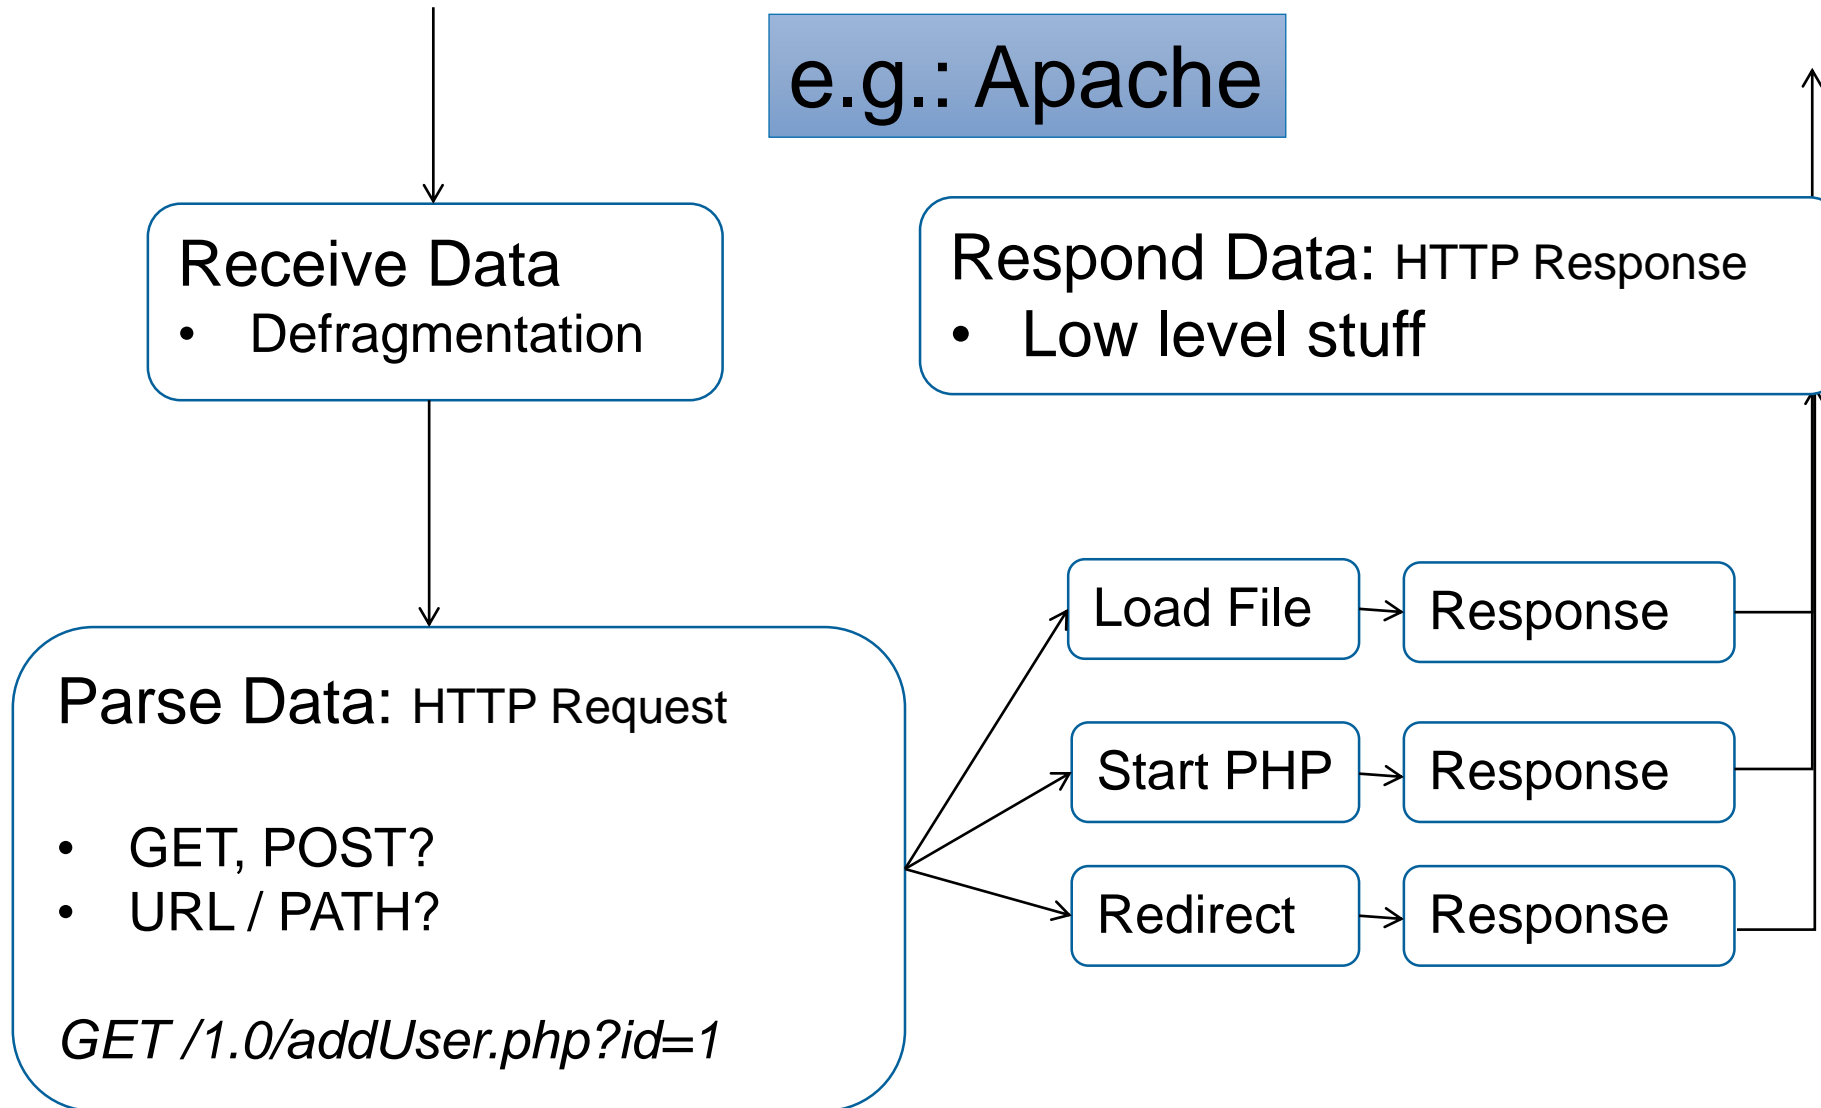 e.g.: Apache
Receive Data
• Defragmentation
Respond Data: HTTP Response
• Low level stuff
Parse Data: HTTP Request
• GET, POST?
• URL / PATH?
GET /1.0/addUser.php?id=1
Load File
Response
Start PHP
Response
Redirect
Response